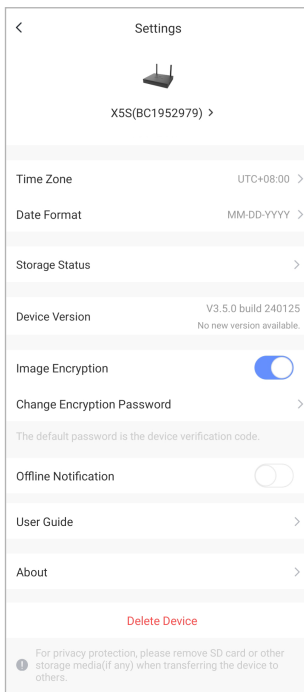 Settings
X5S(BC1952979) >
Time Zone UTC+08:00 >
Date Format MM-DD-YYYY >
Storage Status >
Device Version V3.5.0 build 240125
No new version available.
Image Encryption
Change Encryption Password >
The default password is the device verification code.
Offline Notification
User Guide >
About >
Delete Device
For privacy protection, please remove SD card or other
storage media(if any) when transferring the device to
others.